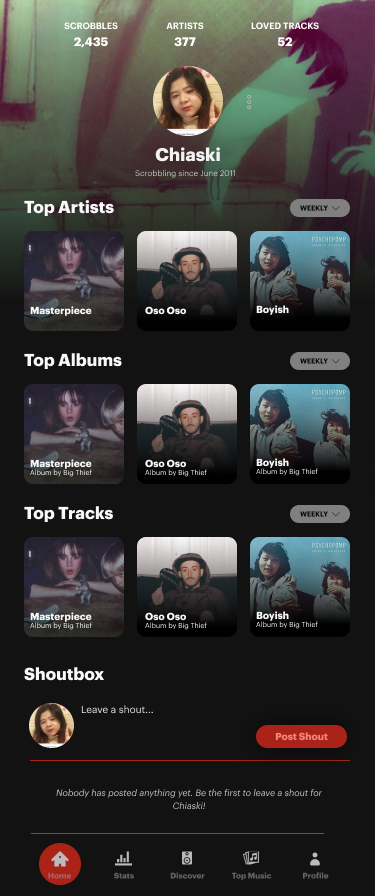 SCROBBLES
ARTISTS
LOVED TRACKS
2,435
377
52
Chiaski
Scrobbling since June 2011
Top Artists
WEEKLY
PSYCHOPOMP
Masterpiece
Oso Oso
Boyish
Top Albums
WEEKLY
PSYCHOPOMP
Masterpiece
Album by Big Thief
Oso Oso
Album by Big Thief
Boyish
Album by Big Thief
Top Tracks
WEEKLY
PSYCHOPOMP
Masterpiece
Album by Big Thief
Oso Oso
Album by Big Thief
Boyish
Album by Big Thief
Shoutbox
Leave a shout...
Post Shout
Nobody has posted anything yet. Be the first to leave a shout for
Chiaski!
Home
Stats
Discover
Top Music
Profile